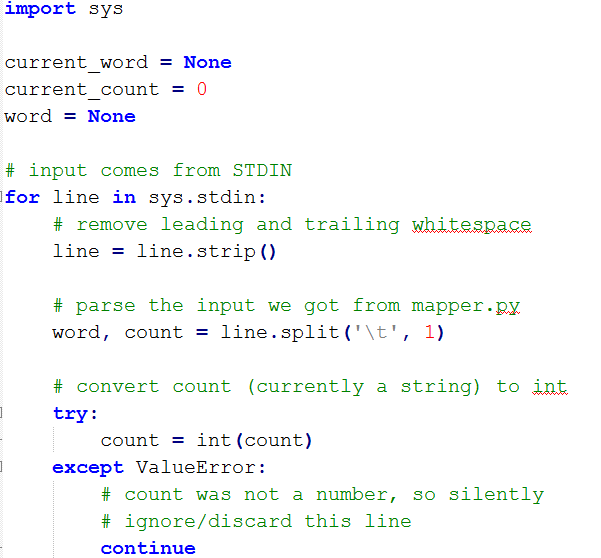 import sys

current_word = None
current_count = 0
word = None

# input comes from STDIN
for line in sys.stdin:
    # remove leading and trailing whitespace
    line = line.strip()

    # parse the input we got from mapper.py
    word, count = line.split('\t', 1)

    # convert count (currently a string) to int
    try:
        count = int(count)
    except ValueError:
        # count was not a number, so silently
        # ignore/discard this line
        continue